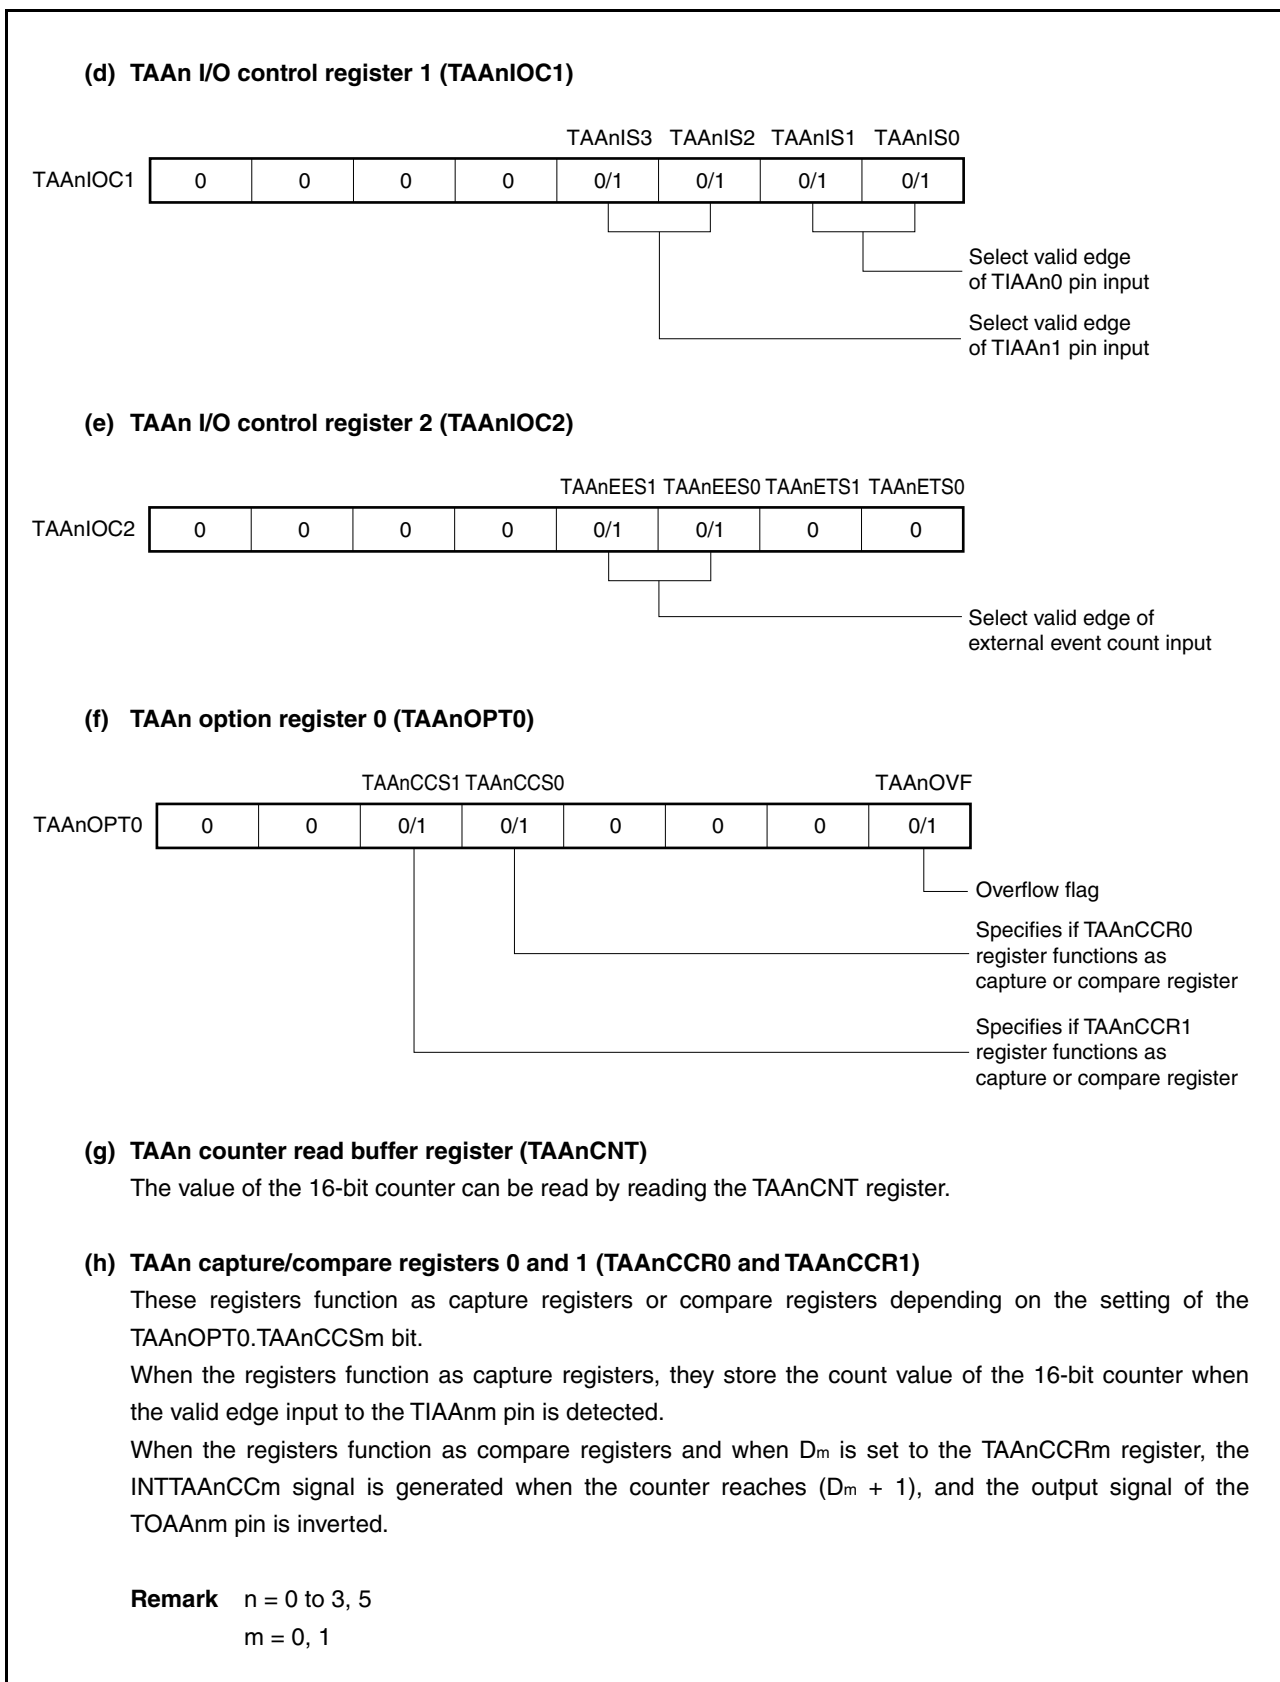 (d) TAAn I/O control register 1 (TAAnIOC1)
TAAnIS3 TAAnIS2 TAAnIS1 TAAnIS0
TAAnIOC1 0 0 0 0 0/1 0/1 0/1 0/1
Select valid edge
of TIAAn0 pin input
Select valid edge
of TIAAn1 pin input
(e) TAAn I/O control register 2 (TAAnIOC2)
TAAnEES1 TAAnEES0 TAAnETS1 TAAnETS0
TAAnIOC2 0 0 0 0 0/1 0/1 0 0
Select valid edge of
external event count input
(f) TAAn option register 0 (TAAnOPT0)
TAAnCCS1 TAAnCCS0 TAAnOVF
TAAnOPT0 0 0 0/1 0/1 0 0 0 0/1
Overflow flag
Specifies if TAAnCCR0
register functions as
capture or compare register
Specifies if TAAnCCR1
register functions as
capture or compare register
(g) TAAn counter read buffer register (TAAnCNT)
The value of the 16-bit counter can be read by reading the TAAnCNT register.
(h) TAAn capture/compare registers 0 and 1 (TAAnCCR0 and TAAnCCR1)
These registers function as capture registers or compare registers depending on the setting of the
TAAnOPT0.TAAnCCSm bit.
When the registers function as capture registers, they store the count value of the 16-bit counter when
the valid edge input to the TIAAnm pin is detected.
When the registers function as compare registers and when Dm is set to the TAAnCCRm register, the
INTTAAnCCm signal is generated when the counter reaches (Dm + 1), and the output signal of the
TOAAnm pin is inverted.
Remark n = 0 to 3, 5
m = 0, 1